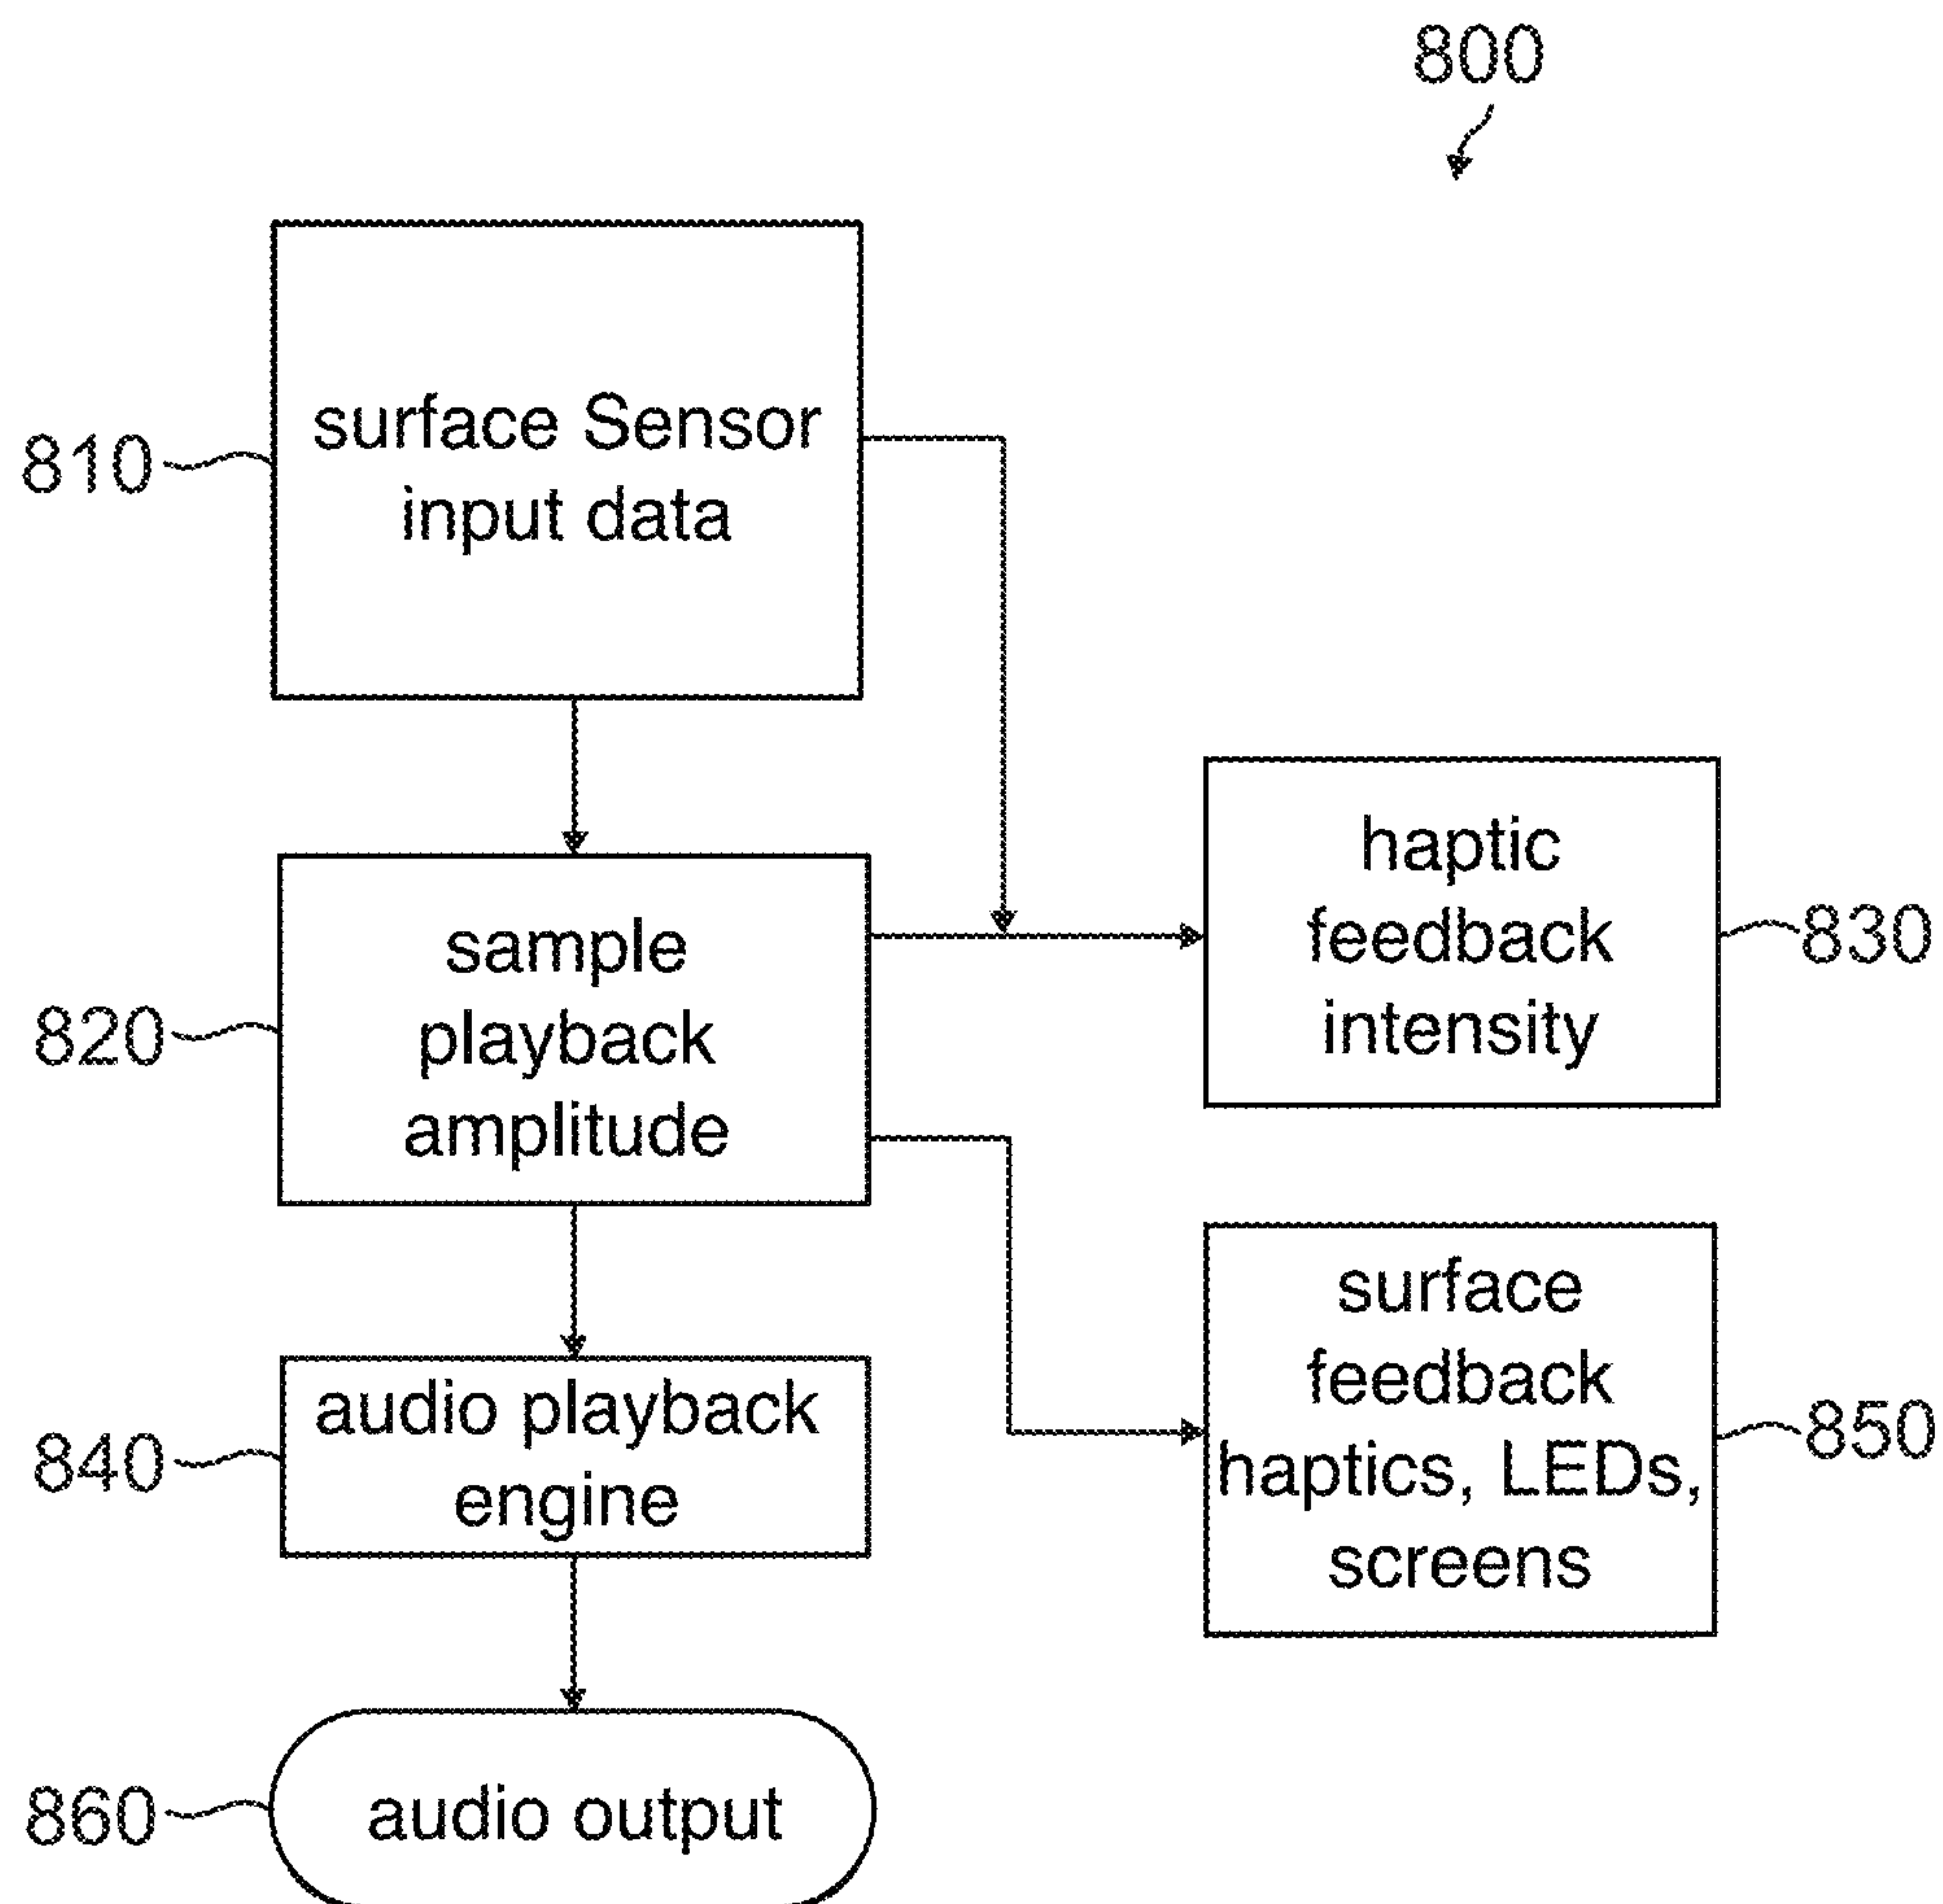 800
810
surface Sensor
input data
820
sample
playback
amplitude
haptic
feedback
intensity
830
840
audio playback
engine
surface
feedback
haptics, LEDs,
screens
850
860
audio output